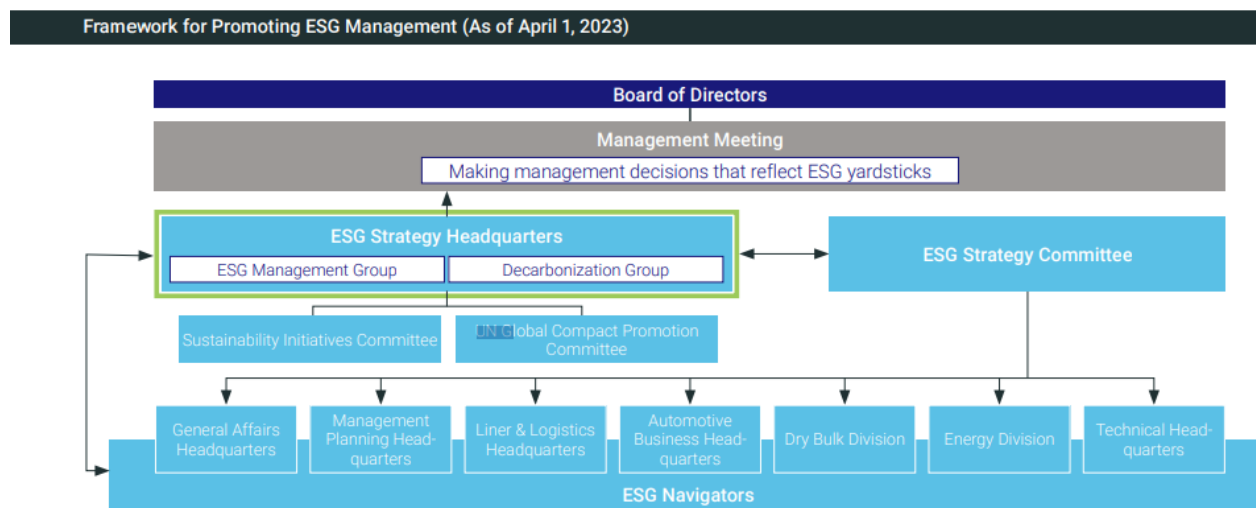 Framework for Promoting ESG Management (As of April 1, 2023)
Board of Directors
Management Meeting
Making management decisions that reflect ESG yardsticks
ESG Strategy Headquarters
ESG Management Group
Decarbonization Group
ESG Strategy Committee
Sustainability Initiatives Committee
UN Global Compact Promotion
Committee
General Affairs
Headquarters
Management
Planning Head-
quarters
Liner & Logistics
Headquarters
Automotive
Business Head-
quarters
Dry Bulk Division
Energy Division
Technical Head-
quarters
ESG Navigators